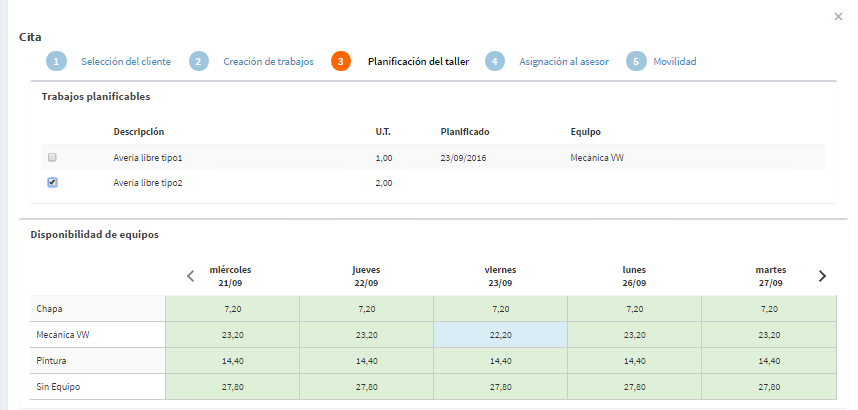 ×
Cita
1 Selección del cliente 2 Creación de trabajos 3 Planificación del taller 4 Asignación al asesor 5 Movilidad
Trabajos planificables
Descripción U.T. Planificado Equipo
Avería libre tipo1 1,00 23/09/2016 Mecánica VW
Avería libre tipo2 2,00
Disponibilidad de equipos
miércoles jueves viernes lunes martes
21/09 22/09 23/09 26/09 27/09
Chapa 7,20 7,20 7,20 7,20 7,20
Mecánica VW 23,20 23,20 22,20 23,20 23,20
Pintura 14,40 14,40 14,40 14,40 14,40
Sin Equipo 27,80 27,80 27,80 27,80 27,80